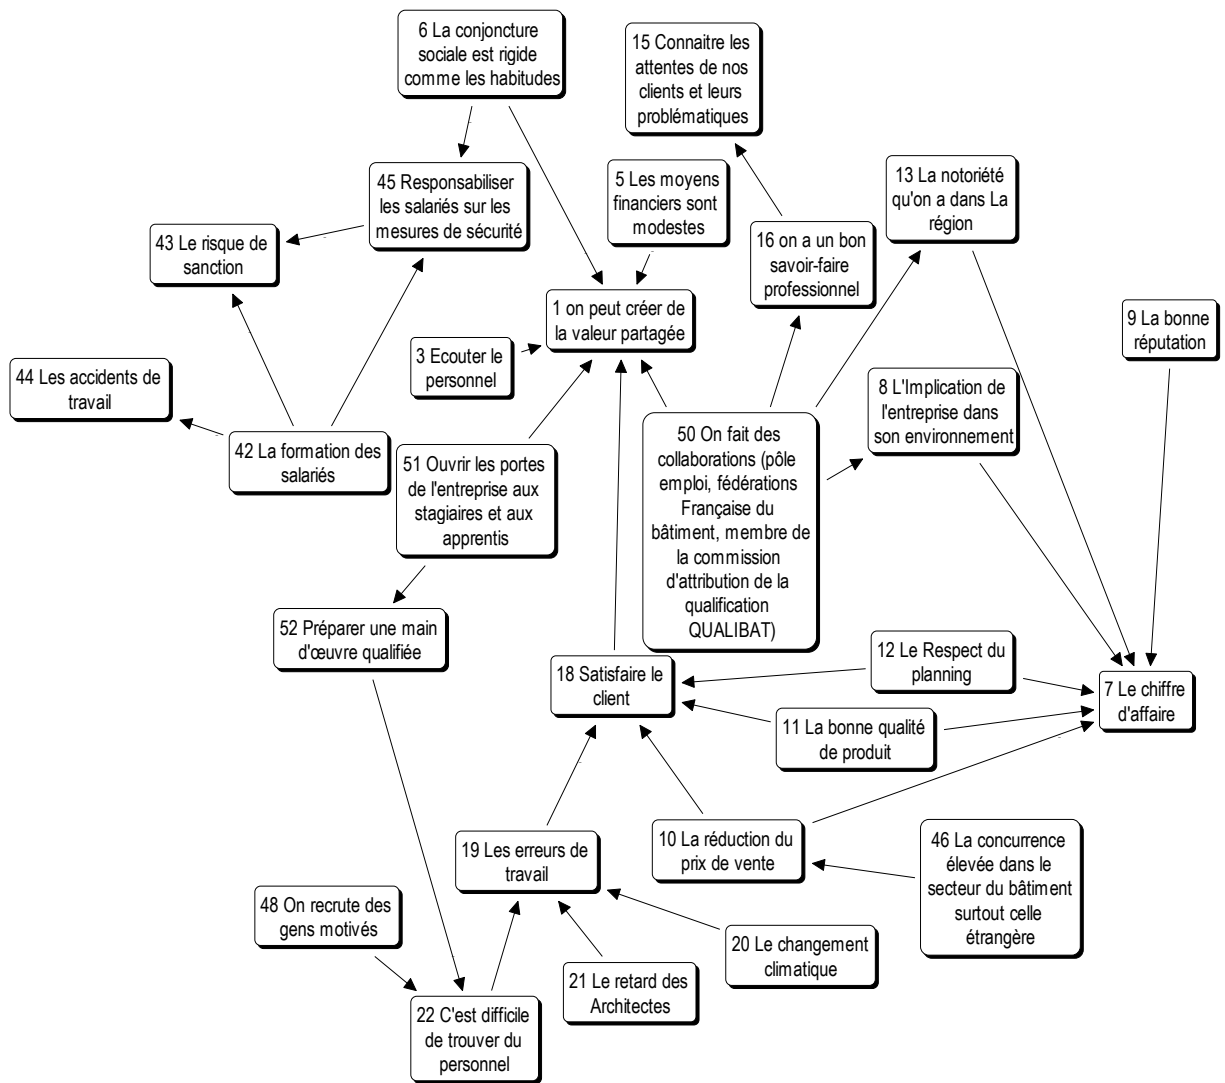 6 La conjoncture
sociale est rigide
comme les habitudes
15 Connaitre les
attentes de nos
clients et leurs
problématiques
45 Responsabiliser
les salariés sur les
mesures de sécurité
5 Les moyens
financiers sont
modestes
13 La notoriété
qu'on a dans La
région
43 Le risque de
sanction
16 on a un bon
savoir-faire
professionnel
1 on peut créer de
la valeur partagée
9 La bonne
réputation
3 Ecouter le
personnel
44 Les accidents de
travail
8 L'Implication de
l'entreprise dans
son environnement
42 La formation des
salariés
51 Ouvrir les portes
de l'entreprise aux
stagiaires et aux
apprentis
50 On fait des
collaborations (pôle
emploi, fédérations
Française du
bâtiment, membre de
la commission
d'attribution de la
qualification
QUALIBAT)
52 Préparer une main
d'œuvre qualifiée
12 Le Respect du
planning
18 Satisfaire le
client
7 Le chiffre
d'affaire
11 La bonne qualité
de produit
19 Les erreurs de
travail
10 La réduction du
prix de vente
46 La concurrence
élevée dans le
secteur du bâtiment
surtout celle
étrangère
48 On recrute des
gens motivés
20 Le changement
climatique
21 Le retard des
Architectes
22 C'est difficile
de trouver du
personnel